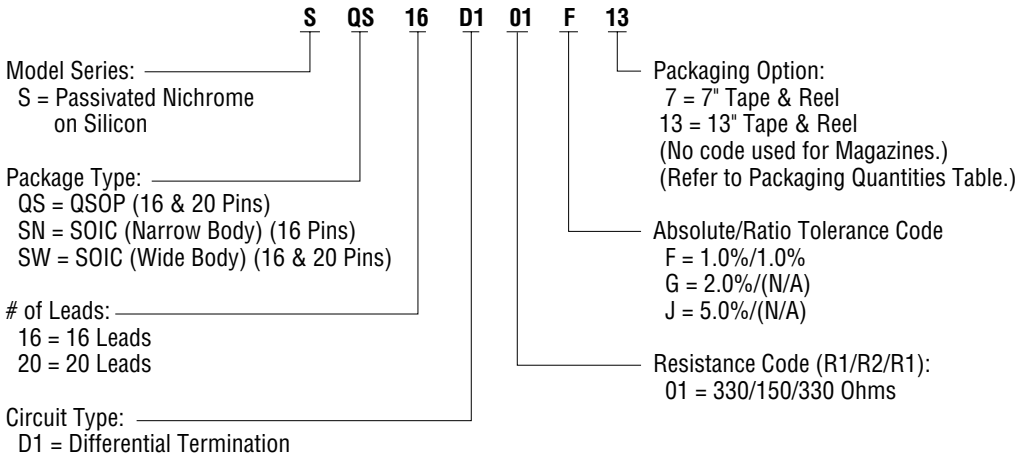 S QS 16 D1 01 F 13
Model Series:
S = Passivated Nichrome
on Silicon
Package Type:
QS = QSOP (16 & 20 Pins)
SN = SOIC (Narrow Body) (16 Pins)
SW = SOIC (Wide Body) (16 & 20 Pins)
# of Leads:
16 = 16 Leads
20 = 20 Leads
Circuit Type:
D1 = Differential Termination
Packaging Option:
7 = 7" Tape & Reel
13 = 13" Tape & Reel
(No code used for Magazines.)
(Refer to Packaging Quantities Table.)
Absolute/Ratio Tolerance Code
F = 1.0%/1.0%
G = 2.0%/(N/A)
J = 5.0%/(N/A)
Resistance Code (R1/R2/R1):
01 = 330/150/330 Ohms